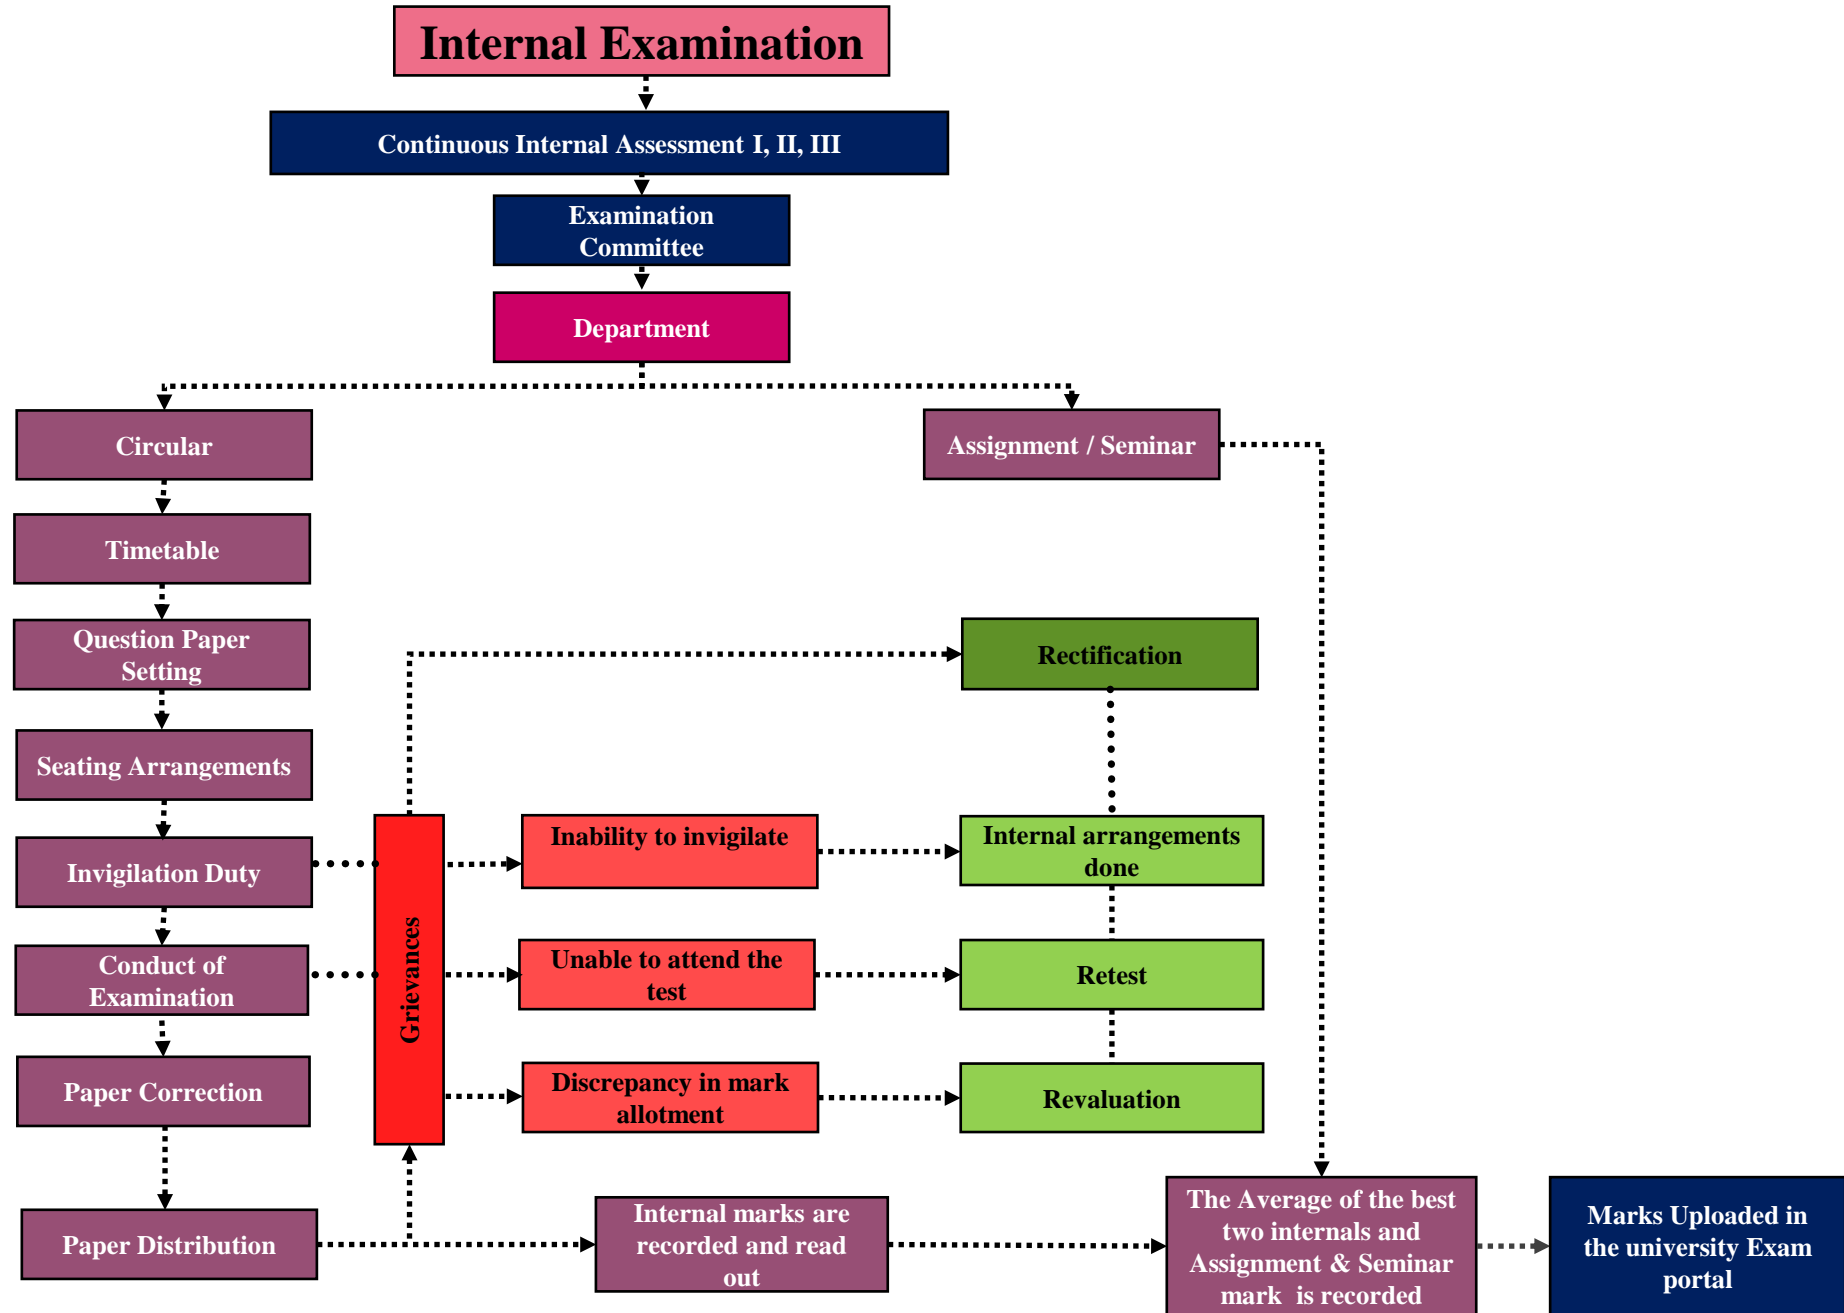 Internal Examination
Continuous Internal Assessment I, II, III
Examination
Committee
Department
Circular
Assignment / Seminar
Timetable
Question Paper
Setting
Rectification
Seating Arrangements
Invigilation Duty
Grievances
Inability to invigilate
Internal arrangements
done
Conduct of
Examination
Unable to attend the
test
Retest
Paper Correction
Discrepancy in mark
allotment
Revaluation
Paper Distribution
Internal marks are
recorded and read
out
The Average of the best
two internals and
Assignment & Seminar
mark is recorded
Marks Uploaded in
the university Exam
portal